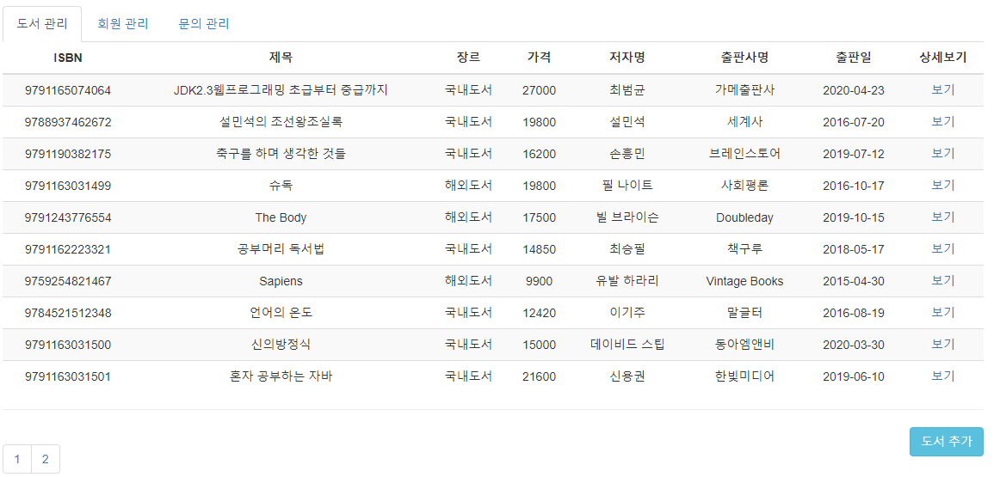 도서 관리 회원 관리 문의 관리
ISBN 제목 장르 가격 저자명 출판사명 출판일 상세보기
9791165074064 JDK2.3웹프로그래밍 초급부터 중급까지 국내도서 27000 최범균 가메출판사 2020-04-23 보기
9788937462672 설민석의 조선왕조실록 국내도서 19800 설민석 세계사 2016-07-20 보기
9791190382175 축구를 하며 생각한 것들 국내도서 16200 손흥민 브레인스토어 2019-07-12 보기
9791163031499 슈독 해외도서 19800 필 나이트 사회평론 2016-10-17 보기
9791243776554 The Body 해외도서 17500 빌 브라이슨 Doubleday 2019-10-15 보기
9791162223321 공부머리 독서법 국내도서 14850 최승필 책구루 2018-05-17 보기
9759254821467 Sapiens 해외도서 9900 유발 하라리 Vintage Books 2015-04-30 보기
9784521512348 언어의 온도 국내도서 12420 이기주 말글터 2016-08-19 보기
9791163031500 신의방정식 국내도서 15000 데이비드 스팁 동아엠앤비 2020-03-30 보기
9791163031501 혼자 공부하는 자바 국내도서 21600 신용권 한빛미디어 2019-06-10 보기
도서 추가
1 2